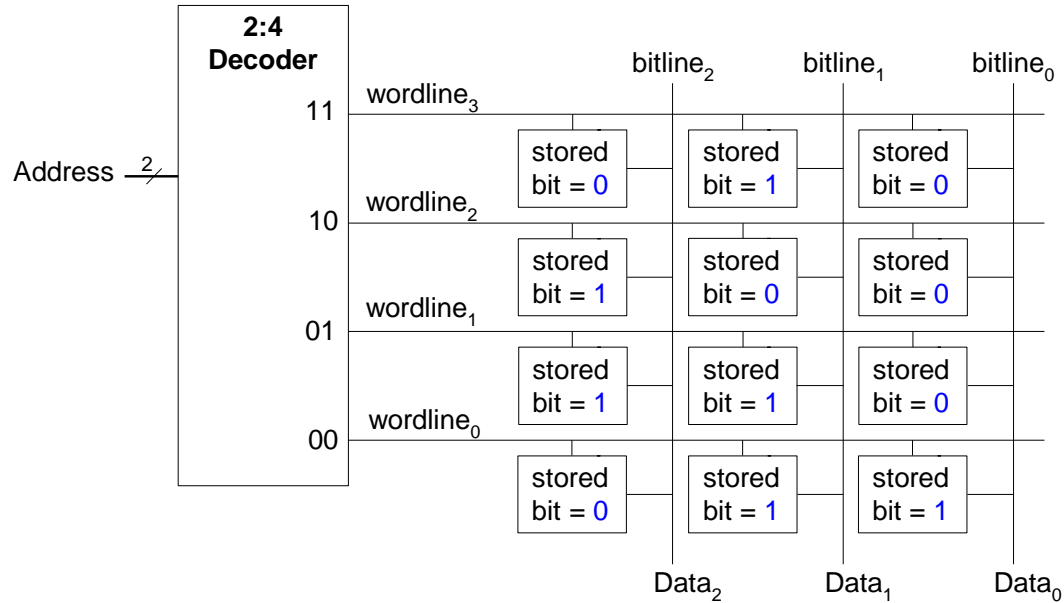 2:4
Decoder
bitline₂ bitline₁ bitline₀
wordline₃
11
stored stored stored
bit = 0 bit = 1 bit = 0
Address 2
wordline₂
10
stored stored stored
bit = 1 bit = 0 bit = 0
wordline₁
01
stored stored stored
bit = 1 bit = 1 bit = 0
wordline₀
00
stored stored stored
bit = 0 bit = 1 bit = 1
Data₂ Data₁ Data₀